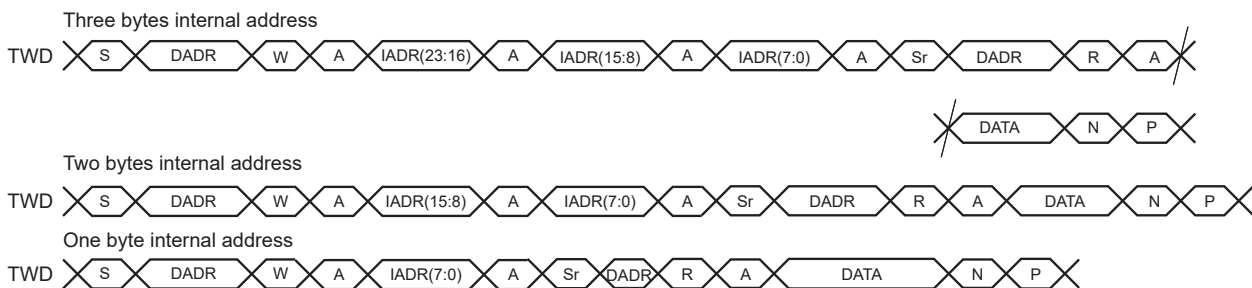 Three bytes internal address
TWD S DADR W A IADR(23:16) A IADR(15:8) A IADR(7:0) A Sr DADR R A
DATA N P
Two bytes internal address
TWD S DADR W A IADR(15:8) A IADR(7:0) A Sr DADR R A DATA N P
One byte internal address
TWD S DADR W A IADR(7:0) A Sr DADR R A DATA N P